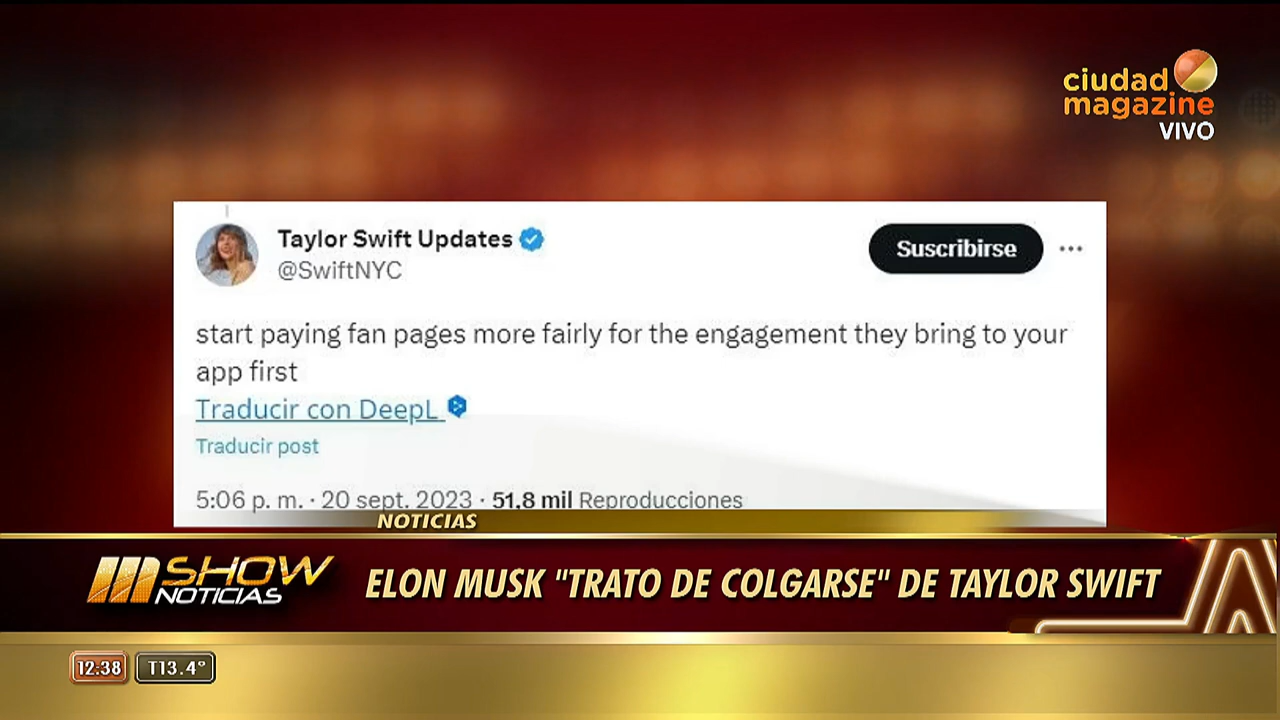 ciudad
magazine
VIVO
Taylor Swift Updates
@SwiftNYC
Suscribirse
start paying fan pages more fairly for the engagement they bring to your
app first
Traducir con DeepL
Traducir post
5:06 p. m. · 20 sept. 2023 · 51,8 mil Reproducciones
NOTICIAS
SHOW
NOTICIAS
ELON MUSK "TRATO DE COLGARSE" DE TAYLOR SWIFT
12:38
T13.4°